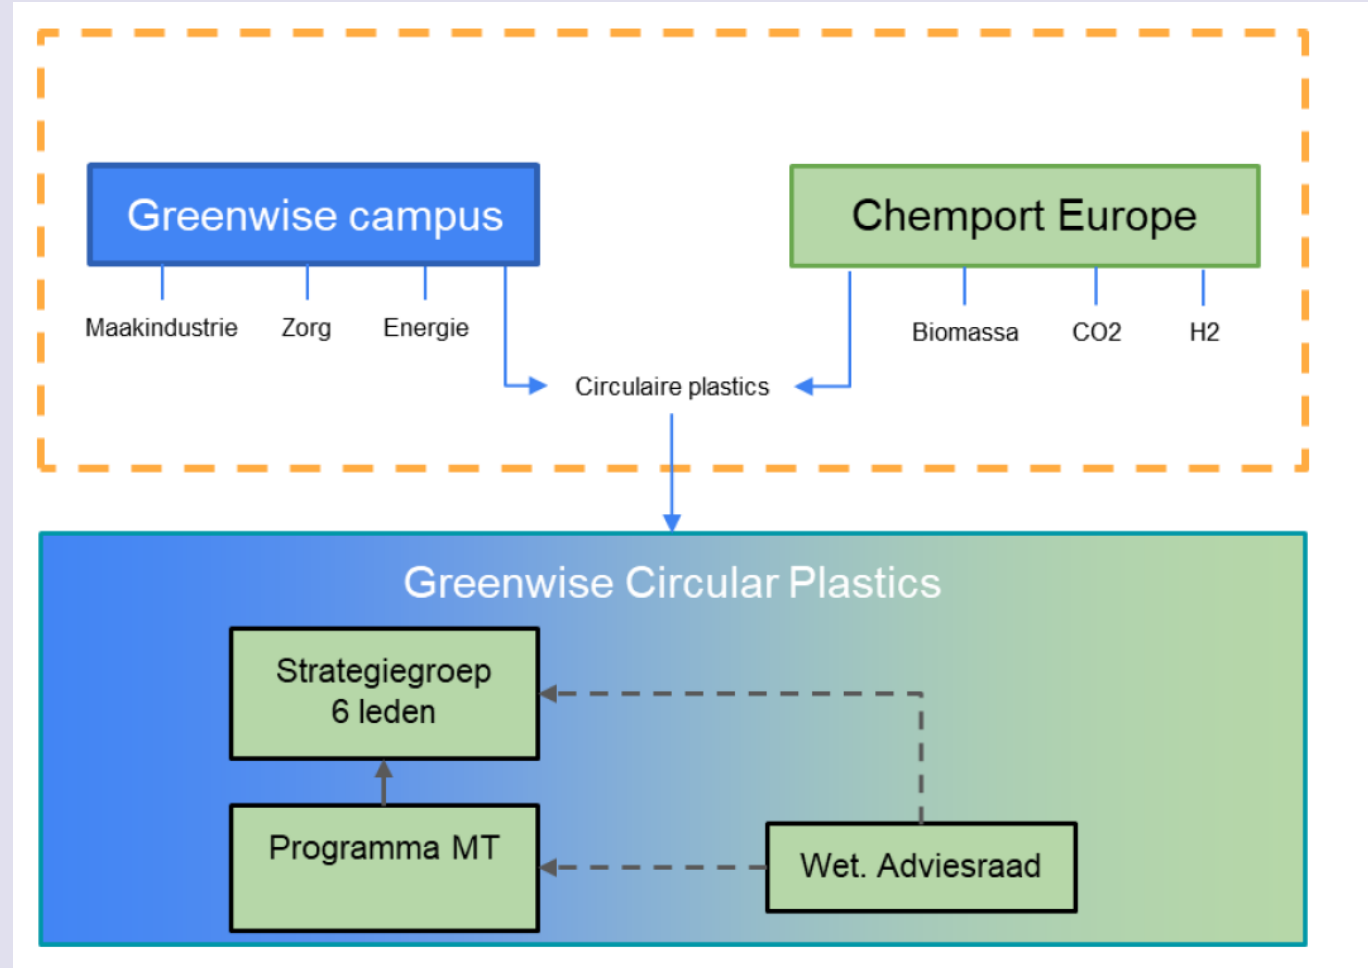 Greenwise campus
Chemport Europe
Maakindustrie
Zorg
Energie
Biomassa
CO2
H2
Circulaire plastics
Greenwise Circular Plastics
Strategiegroep
6 leden
Programma MT
Wet. Adviesraad